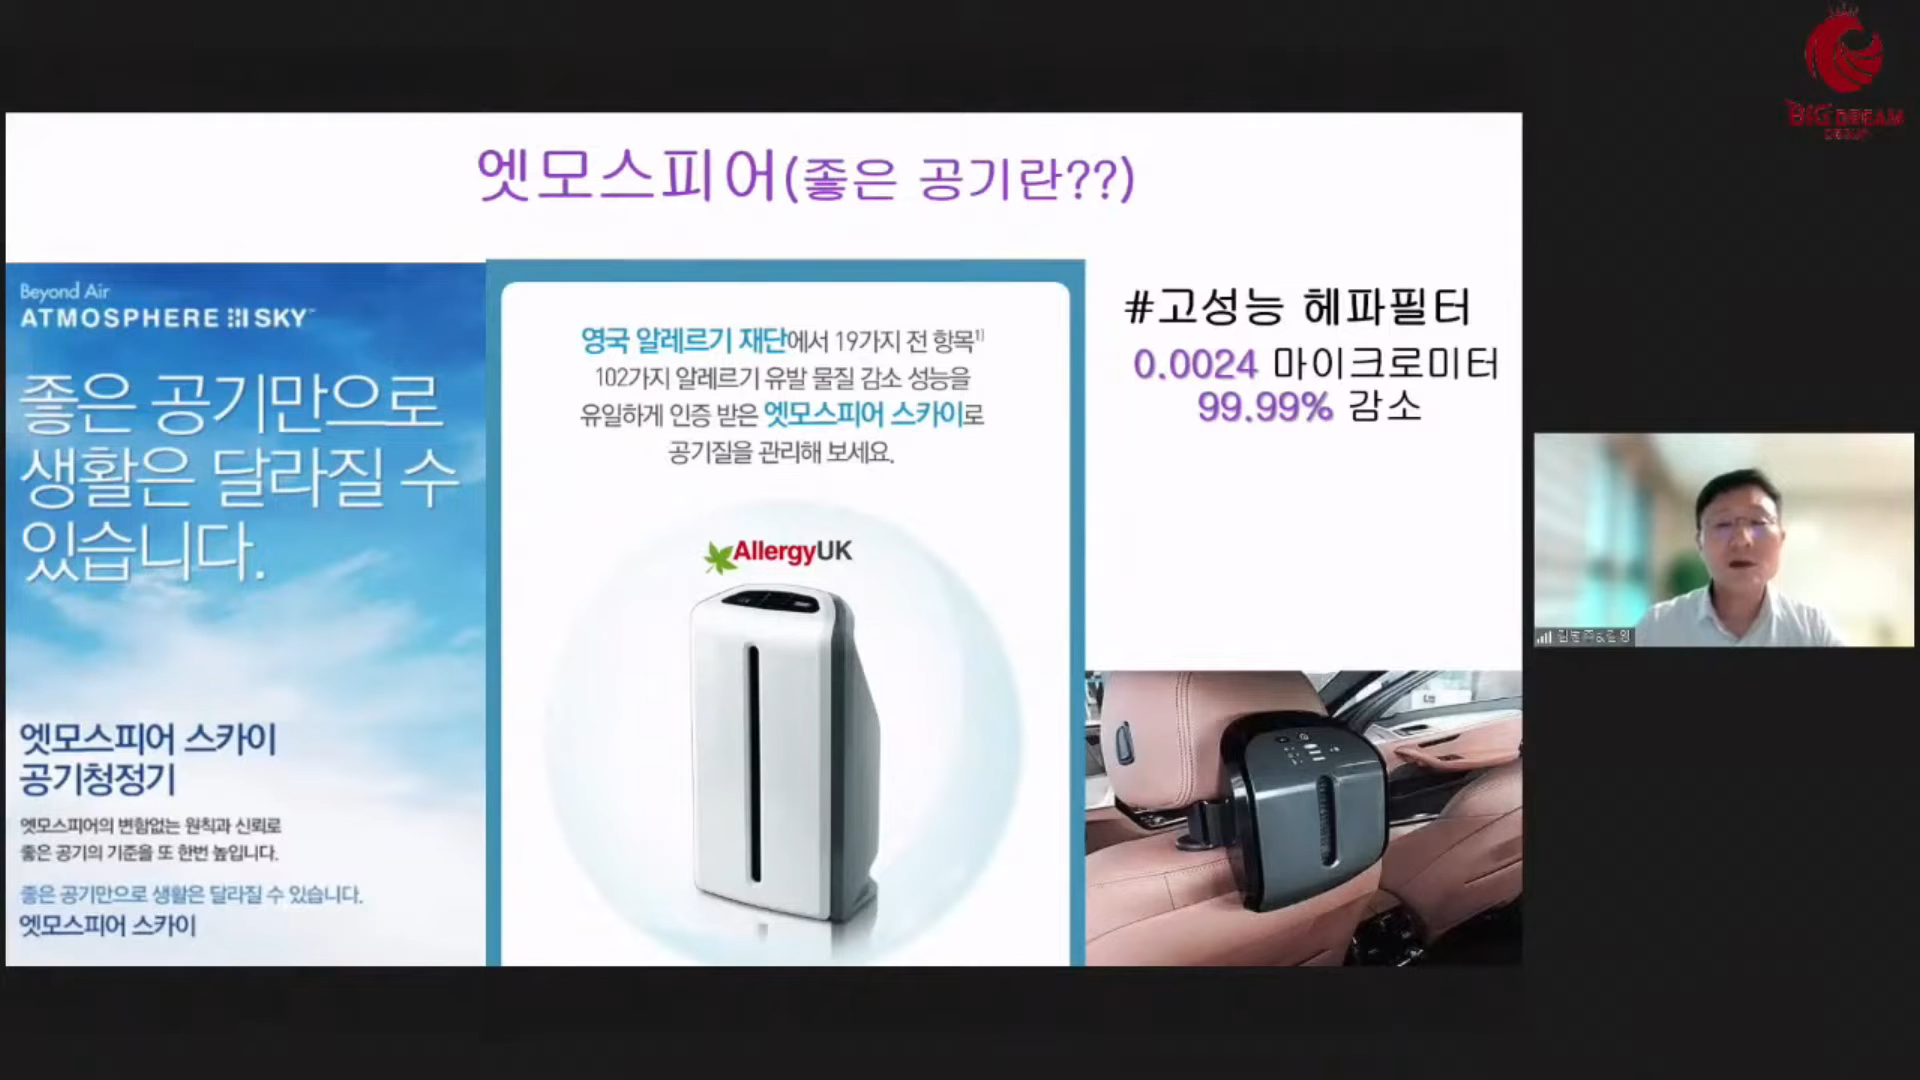 BIG DREAM
GROUP
엣모스피어(좋은 공기란??)
Beyond Air
ATMOSPHERE SKY™
좋은 공기만으로
생활은 달라질 수
있습니다.
엣모스피어 스카이
공기청정기
엣모스피어의 변함없는 원칙과 신뢰로
좋은 공기의 기준을 또 한번 높입니다.
좋은 공기만으로 생활은 달라질 수 있습니다.
엣모스피어 스카이
영국 알레르기 재단에서 19가지 전 항목1)
102가지 알레르기 유발 물질 감소 성능을
유일하게 인증 받은 엣모스피어 스카이로
공기질을 관리해 보세요.
AllergyUK
#고성능 헤파필터
0.0024 마이크로미터
99.99% 감소